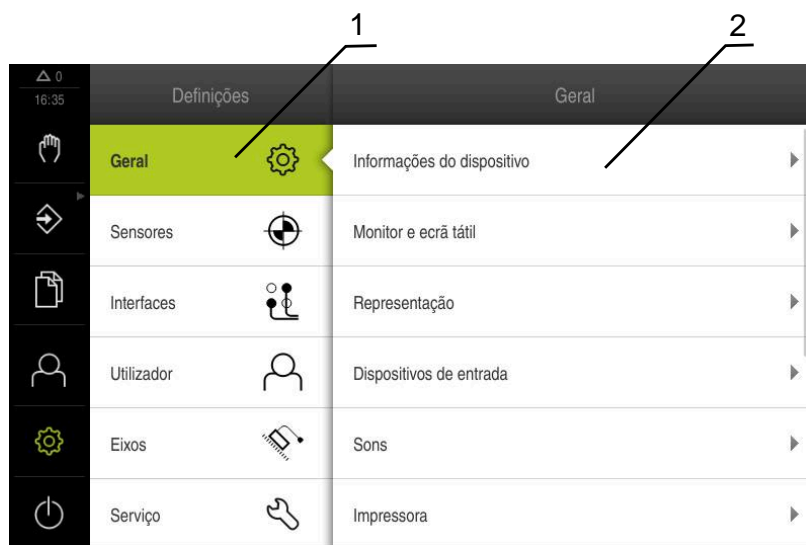 1
2
0
16:35
Definições
Geral
Geral
Informações do dispositivo
Sensores
Monitor e ecrã tátil
Interfaces
Representação
Utilizador
Dispositivos de entrada
Eixos
Sons
Serviço
Impressora